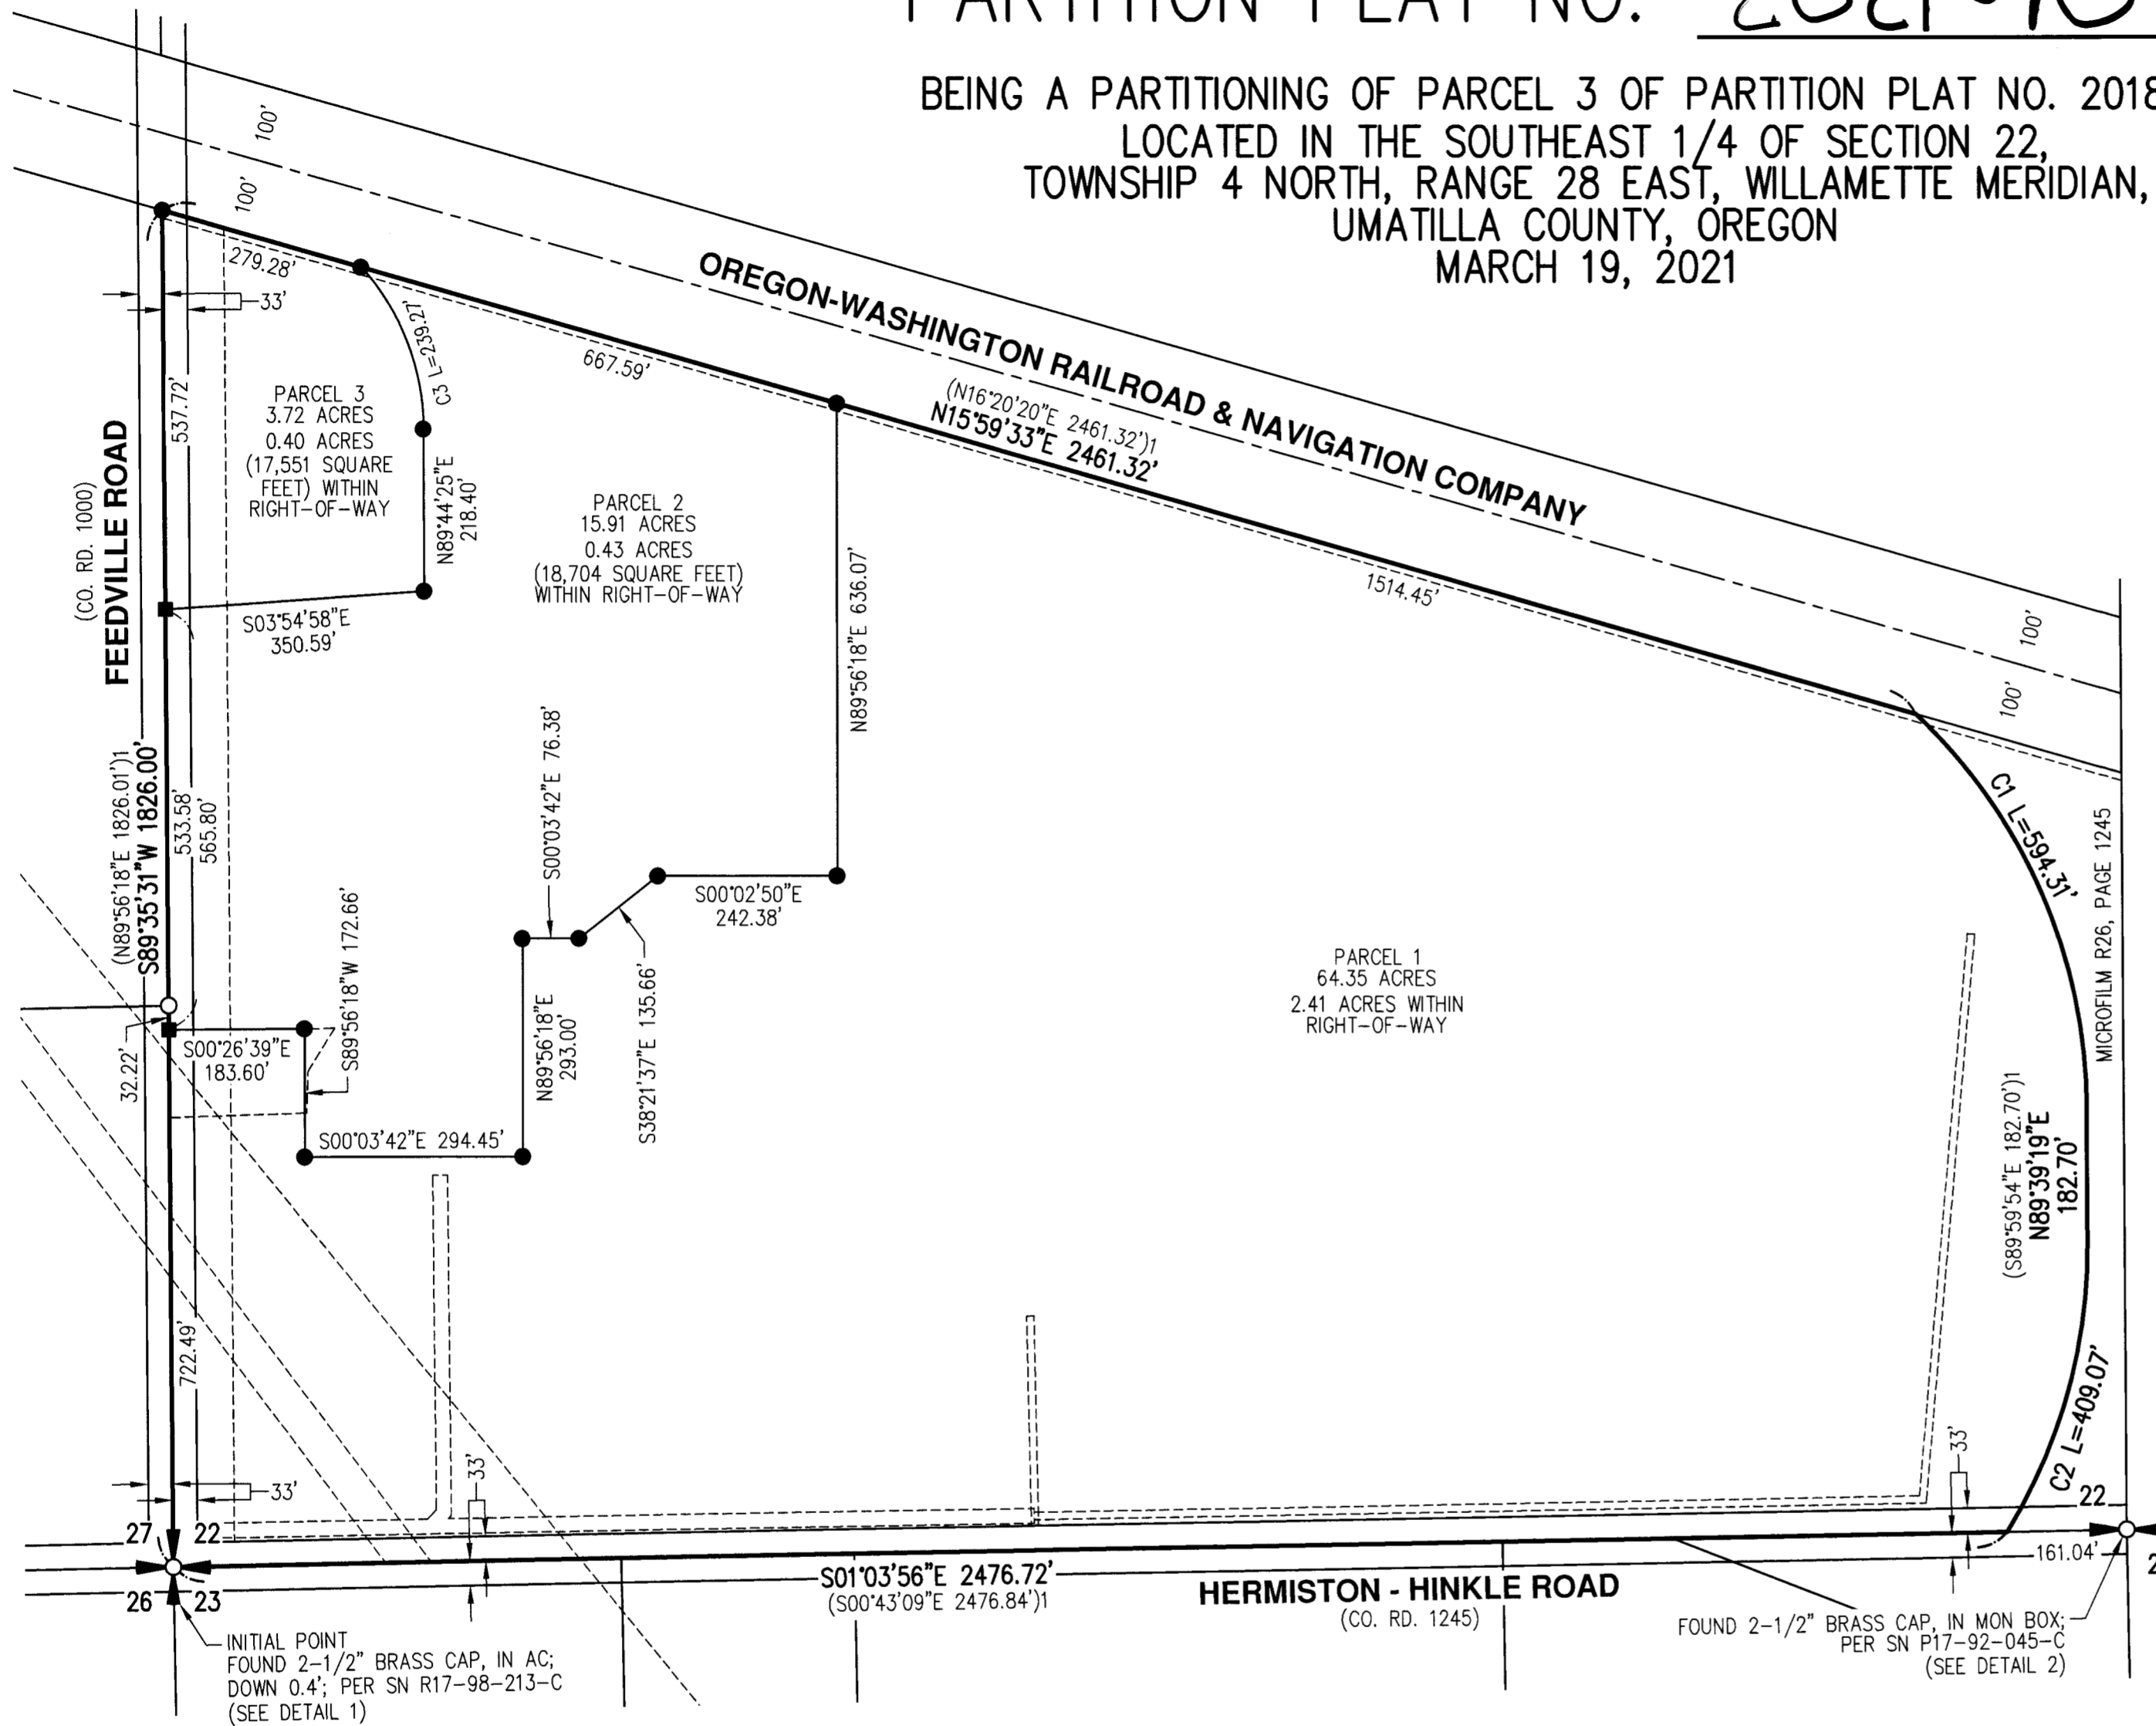 PARTITION PLAT NO.
BEING A PARTITIONING OF PARCEL 3 OF PARTITION PLAT NO. 2018
LOCATED IN THE SOUTHEAST 1/4 OF SECTION 22,
TOWNSHIP 4 NORTH, RANGE 28 EAST, WILLAMETTE MERIDIAN,
UMATILLA COUNTY, OREGON
MARCH 19, 2021
100'
100'
279.28'
33'
C3 L=239.27'
667.59'
OREGON-WASHINGTON RAILROAD & NAVIGATION COMPANY
(N16°20'20"E 2461.32')1
N15°59'33"E 2461.32'
1514.45'
100'
100'
537.72'
PARCEL 3
3.72 ACRES
0.40 ACRES
(17,551 SQUARE
FEET) WITHIN
RIGHT-OF-WAY
N89°44'25"E
218.40'
(CO. RD. 1000)
FEEDVILLE ROAD
PARCEL 2
15.91 ACRES
0.43 ACRES
(18,704 SQUARE FEET)
WITHIN RIGHT-OF-WAY
S03°54'58"E
350.59'
N89°56'18"E 636.07'
S00°03'42"E 76.38'
(N89°56'18"E 1826.01')1
S89°35'31"W 1826.00'
533.58'
565.80'
S00°02'50"E
242.38'
S89°56'18"W 172.66'
N89°56'18"E
293.00'
S38°21'37"E 135.66'
32.22'
S00°26'39"E
183.60'
S00°03'42"E 294.45'
PARCEL 1
64.35 ACRES
2.41 ACRES WITHIN
RIGHT-OF-WAY
C1 L=594.31'
MICROFILM R26, PAGE 1245
(S89°59'54"E 182.70')1
N89°39'19"E
182.70'
C2 L=409.07'
722.49'
33'
33'
33'
27 22
26 23
22
2
161.04'
S01°03'56"E 2476.72'
(S00°43'09"E 2476.84')1
HERMISTON - HINKLE ROAD
(CO. RD. 1245)
INITIAL POINT
FOUND 2-1/2" BRASS CAP, IN AC;
DOWN 0.4'; PER SN R17-98-213-C
(SEE DETAIL 1)
FOUND 2-1/2" BRASS CAP, IN MON BOX;
PER SN P17-92-045-C
(SEE DETAIL 2)